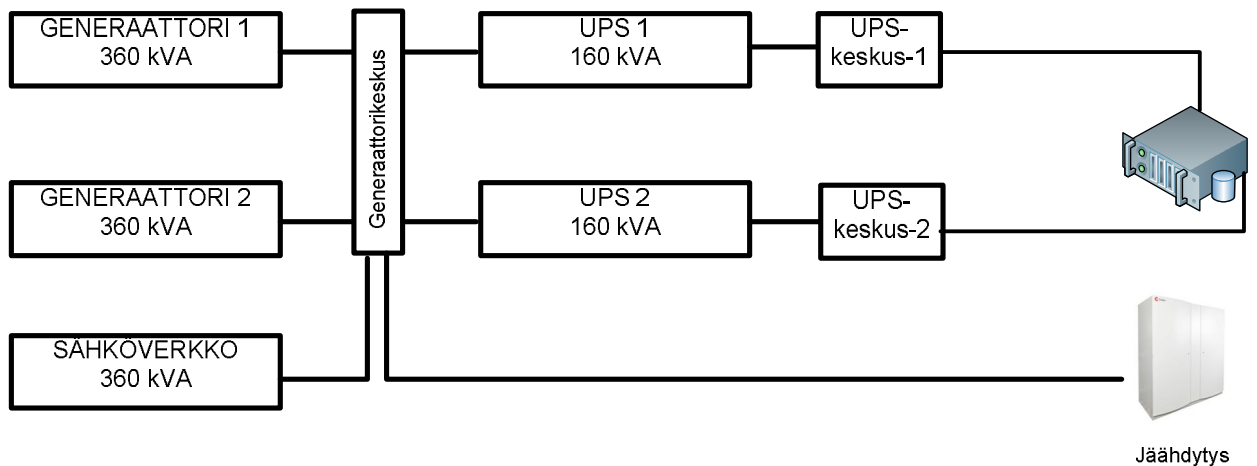 GENERAATTORI 1
360 kVA
Generaattorikeskus
UPS 1
160 kVA
UPS-
keskus-1
GENERAATTORI 2
360 kVA
UPS 2
160 kVA
UPS-
keskus-2
SÄHKÖVERKKO
360 kVA
Jäähdytys